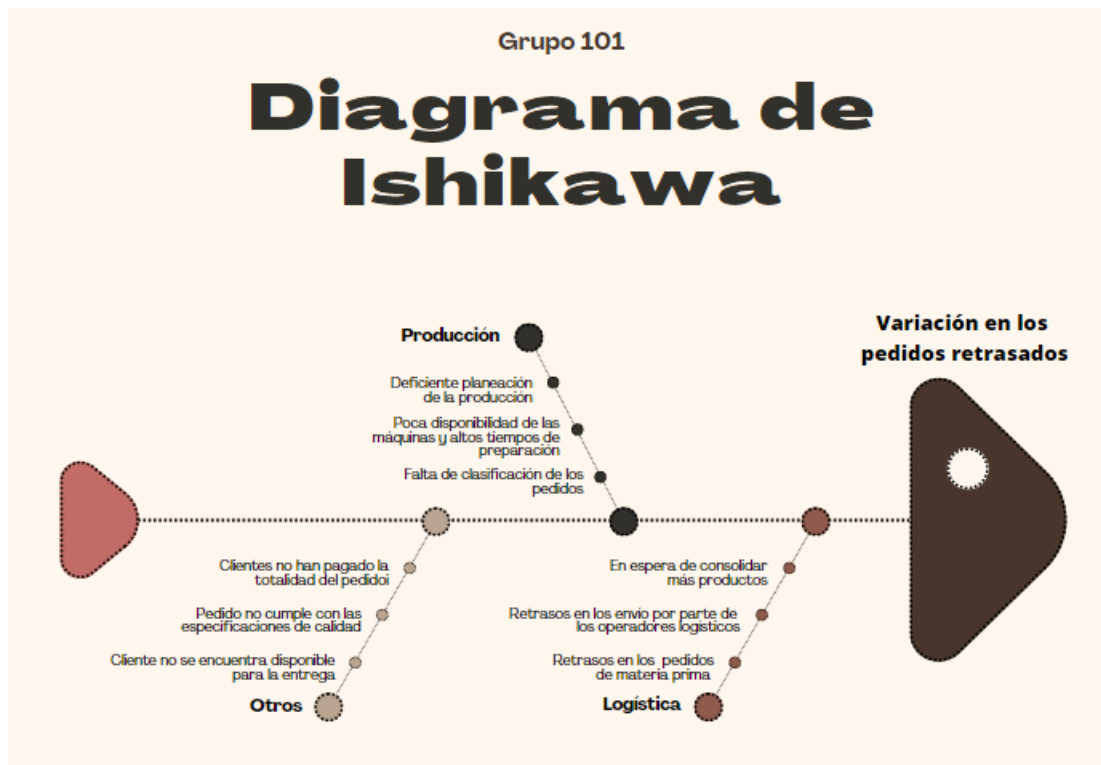 Grupo 101
Diagrama de
Ishikawa
Variación en los
pedidos retrasados
Producción
Deficiente planeación
de la producción
Poca disponibilidad de las
máquinas y altos tiempos de
preparación
Falta de clasificación de los
pedidos
Clientes no han pagado la
totalidad del pedidoi
Pedido no cumple con las
especificaciones de calidad
Cliente no se encuentra disponible
para la entrega
Otros
En espera de consolidar
más productos
Retrasos en los envio por parte de
los operadores logísticos
Retrasos en los pedidos
de materia prima
Logística